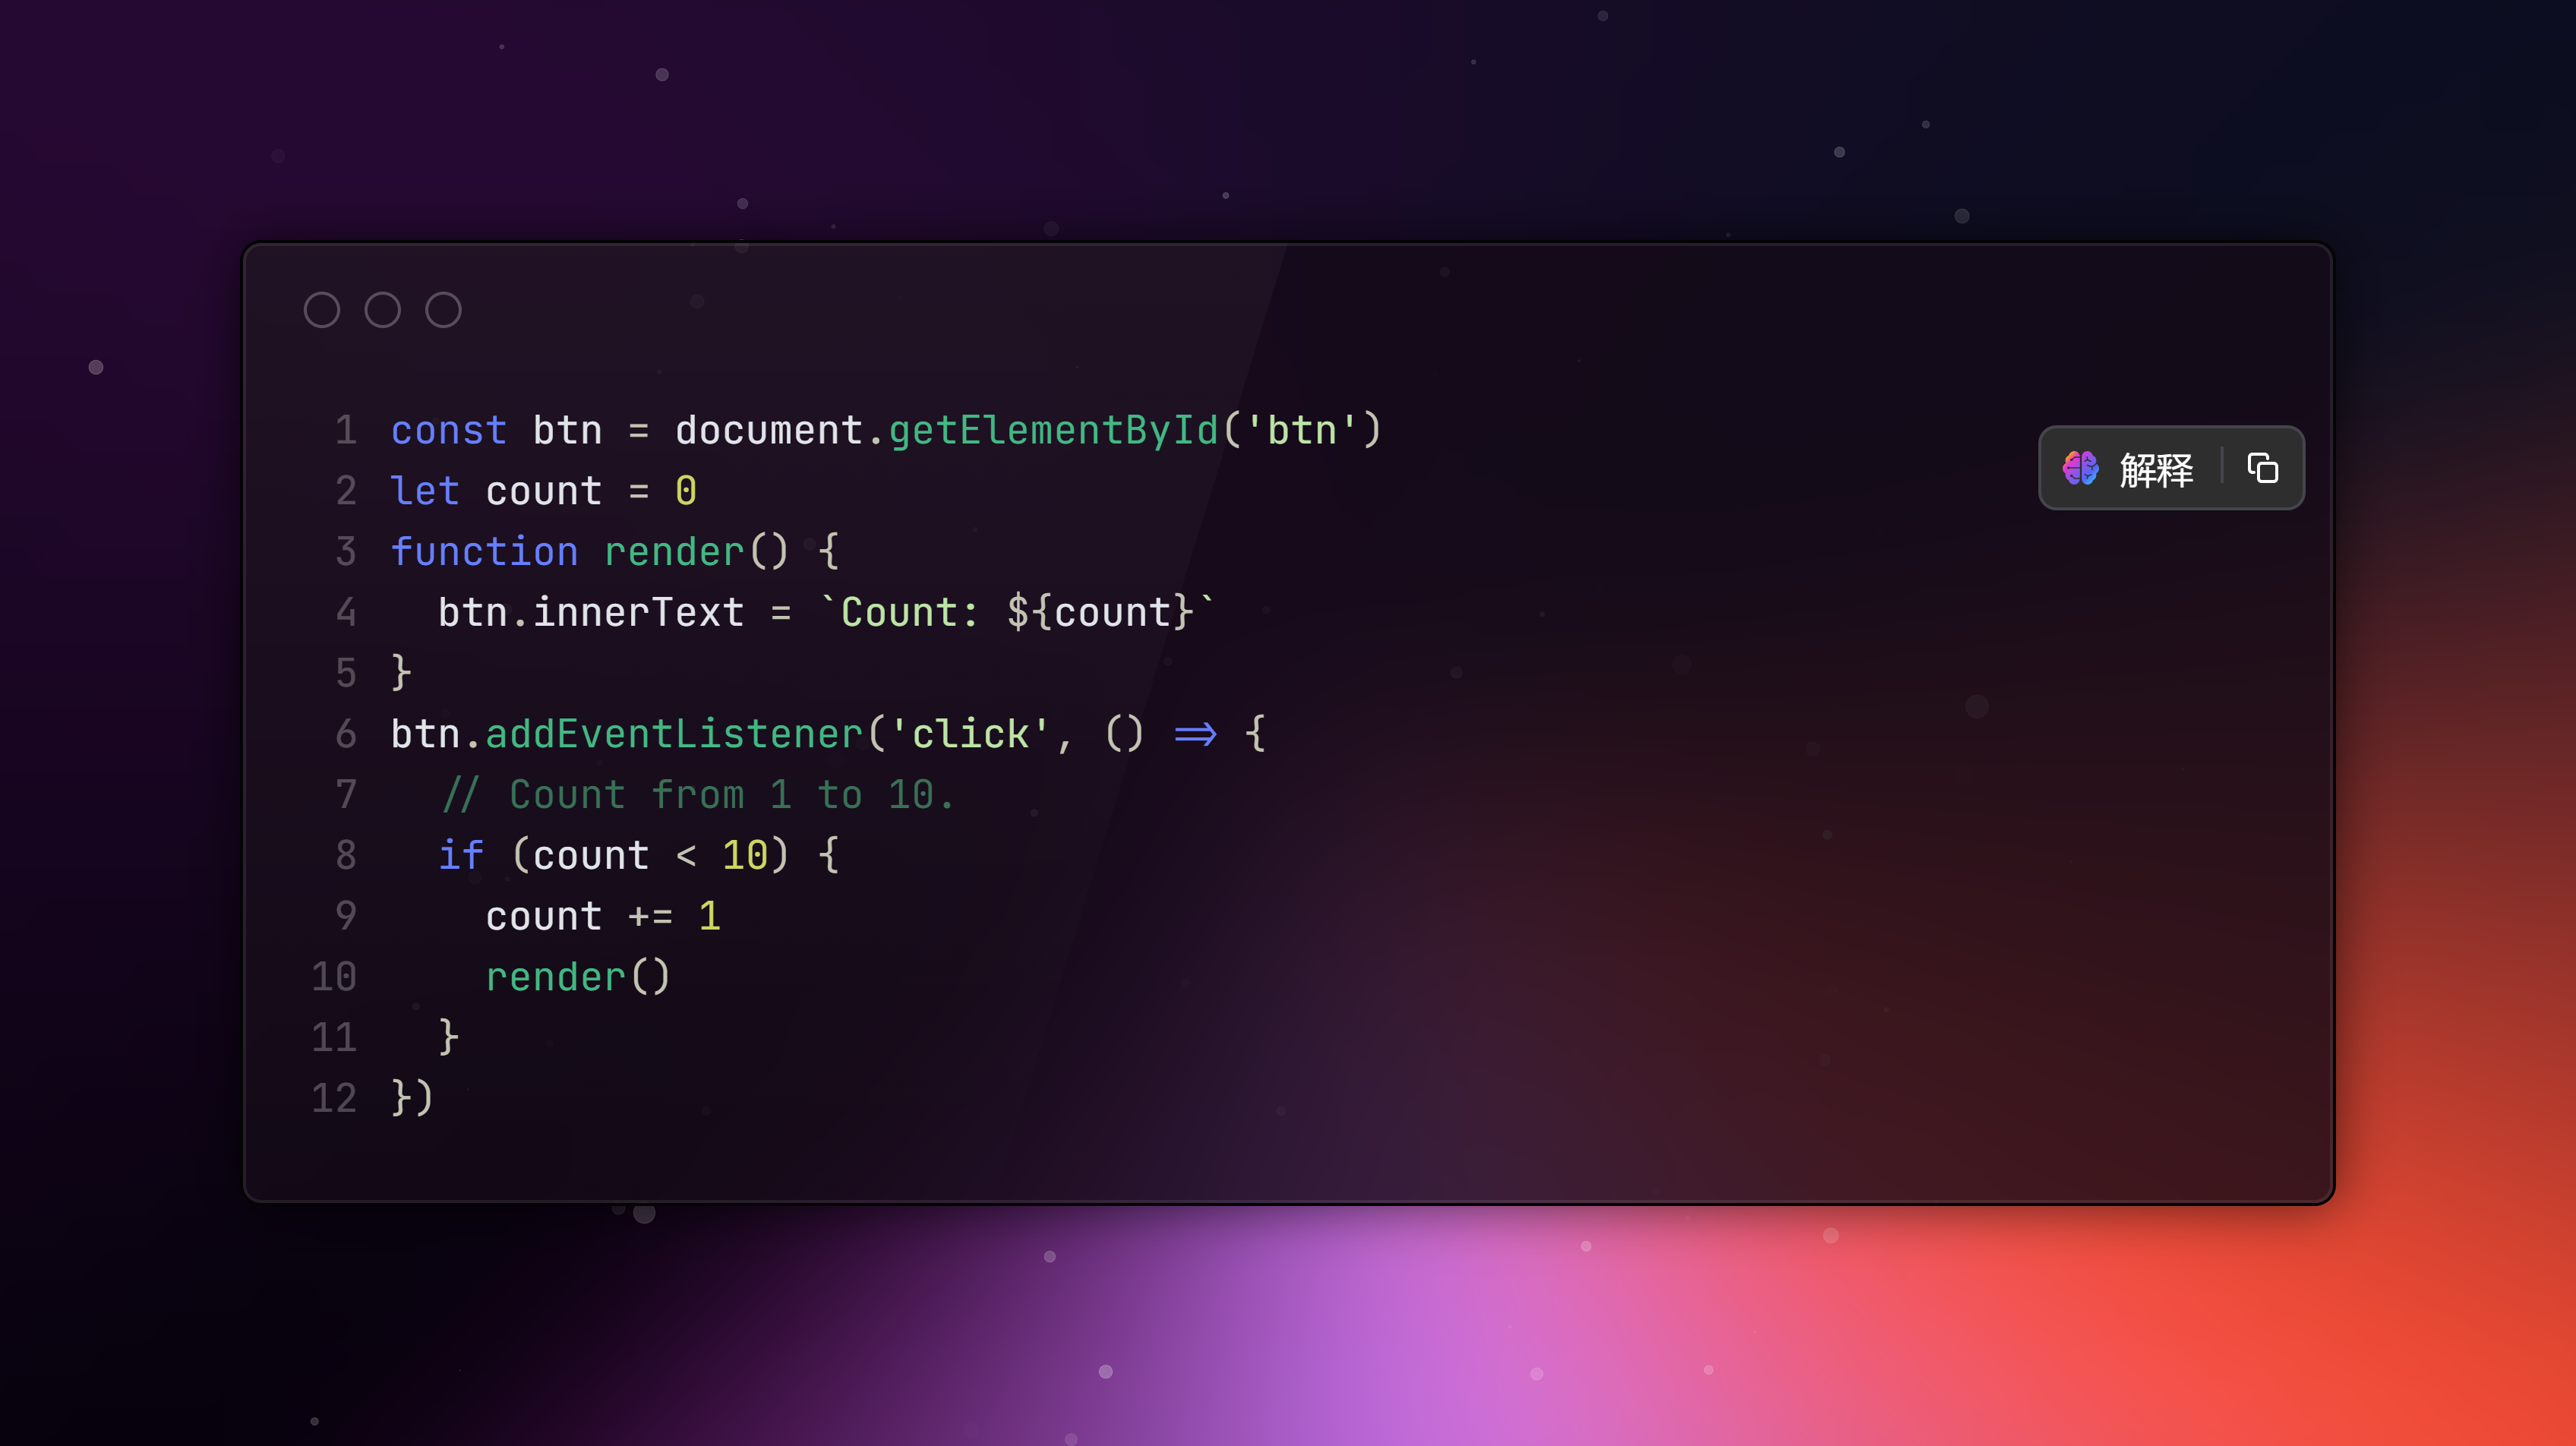 1 const btn = document.getElementById('btn')
解释
2 let count = 0
3 function render() {
4   btn.innerText = `Count: ${count}`
5 }
6 btn.addEventListener('click', () => {
7   // Count from 1 to 10.
8   if (count < 10) {
9     count += 1
10     render()
11   }
12 })